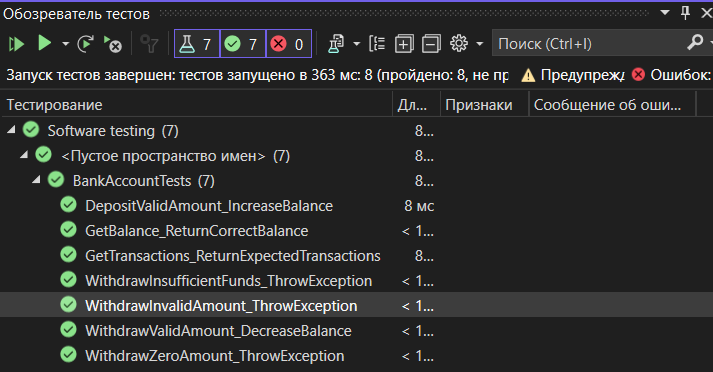 Обозреватель тестов
7 7 0 Поиск (Ctrl+I)
Запуск тестов завершен: тестов запущено в 363 мс: 8 (пройдено: 8, не пр Предупрежд Ошибок:
Тестирование Дл... Признаки Сообщение об оши...
Software testing (7) 8...
<Пустое пространство имен> (7) 8...
BankAccountTests (7) 8...
DepositValidAmount_IncreaseBalance 8 мс
GetBalance_ReturnCorrectBalance < 1...
GetTransactions_ReturnExpectedTransactions 8...
WithdrawInsufficientFunds_ThrowException < 1...
WithdrawInvalidAmount_ThrowException < 1...
WithdrawValidAmount_DecreaseBalance < 1...
WithdrawZeroAmount_ThrowException < 1...